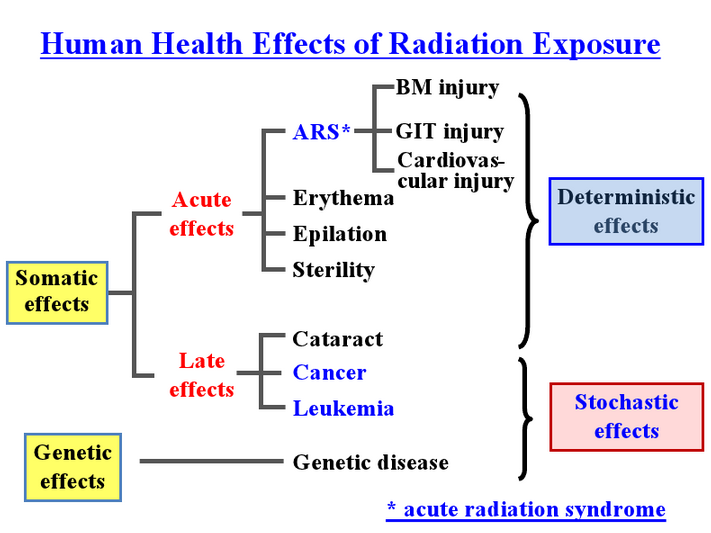 Human Health Effects of Radiation Exposure
BM injury
ARS*
GIT injury
Cardiovas-
cular injury
Acute
effects
Erythema
Epilation
Sterility
Deterministic
effects
Somatic
effects
Late
effects
Cataract
Cancer
Leukemia
Stochastic
effects
Genetic
effects
Genetic disease
* acute radiation syndrome